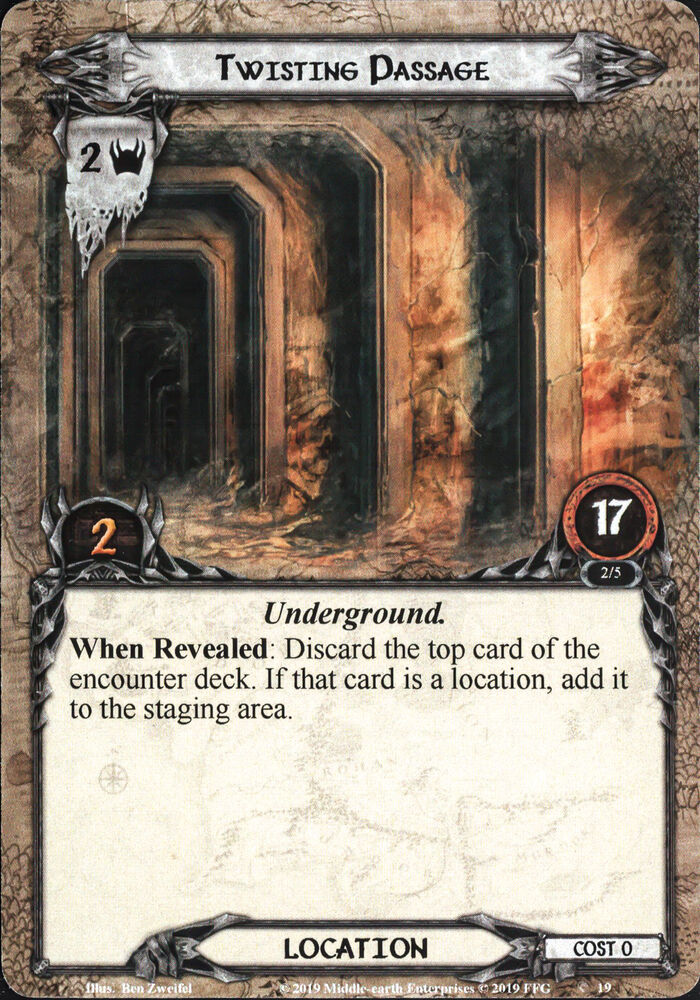 Twisting Passage
2
2
17
2/5
Underground.
When Revealed: Discard the top card of the
encounter deck. If that card is a location, add it
to the staging area.
ROHAN
LOCATION
COST 0
Illus. Ben Zweifel
© 2019 Middle-earth Enterprises © 2019 FFG
19